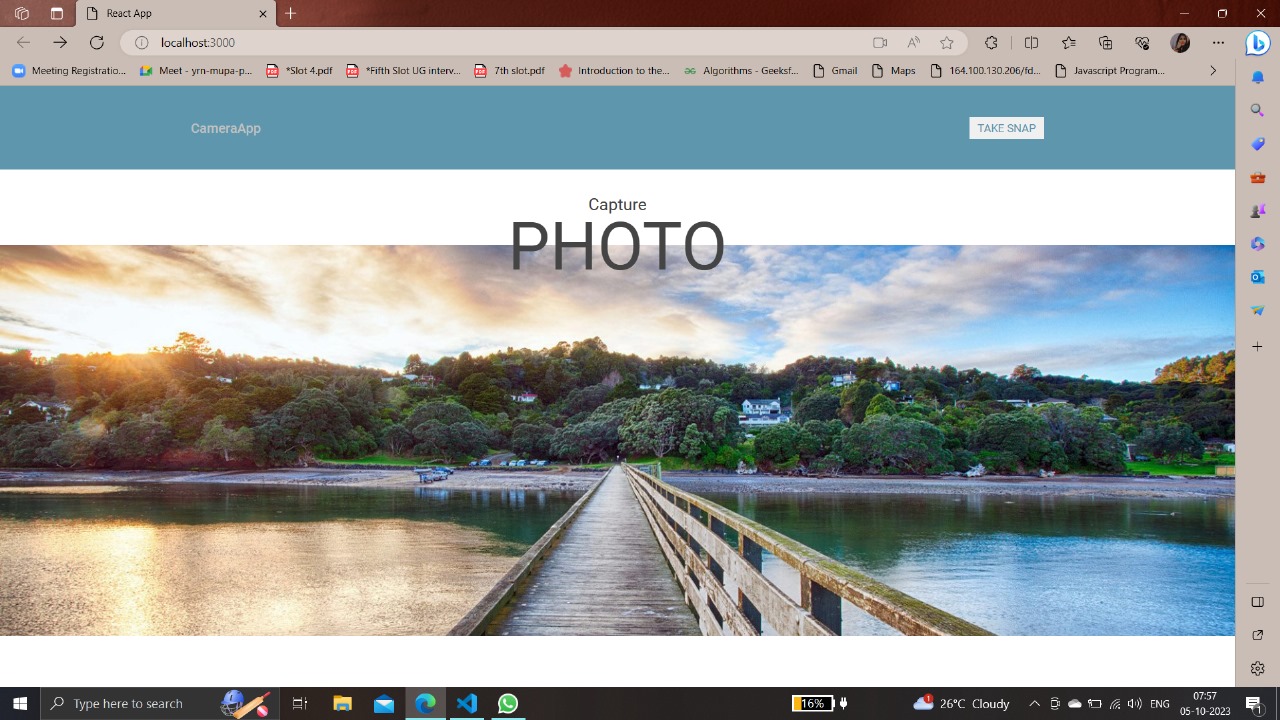 React App
localhost:3000
Meeting Registratio...
Meet - yrn-mupa-p...
*Slot 4.pdf
*Fifth Slot UG interv...
7th slot.pdf
Introduction to the...
Algorithms - Geeksf...
Gmail
Maps
164.100.130.206/fd...
Javascript Program...
CameraApp
TAKE SNAP
Capture
PHOTO
Type here to search
16%
1
26°C Cloudy
ENG
07:57
05-10-2023
1